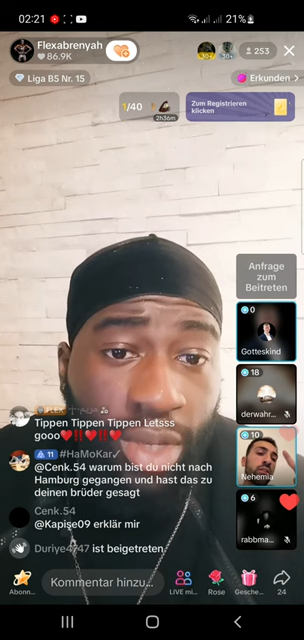 02:21
21%
Flexabrenyah
86.9K
253
Liga B5 Nr. 15
Erkunden
1/40
2h36m
Zum Registrieren
klicken
Anfrage
zum
Beitreten
0
Gotteskind
18
derwahr...
10
Nehemia
6
rabbma...
Tippen Tippen Tippen Letsss
gooo❤️‼️❤️‼️❤️
11 #HaMoKar✓
@Cenk.54 warum bist du nicht nach
Hamburg gegangen und hast das zu
deinen brüder gesagt
Cenk.54
@Kapise09 erklär mir
Duriye4747 ist beigetreten
Abonn...
Kommentar hinzu...
LIVE mi...
Rose
Gesche...
24